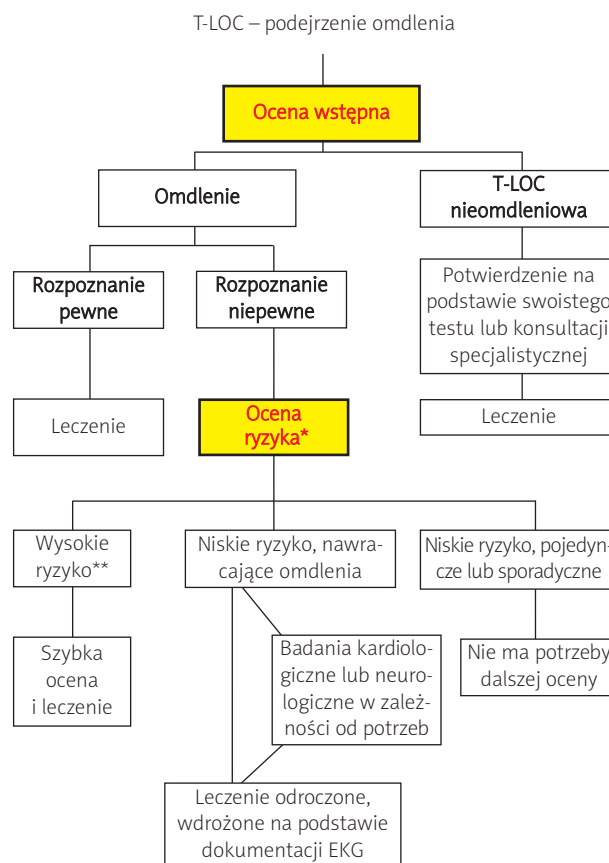 T-LOC – podejrzenie omdlenia
Ocena wstępna
Omdlenie
T-LOC
nieomdleniowa
Rozpoznanie
pewne
Rozpoznanie
niepewne
Potwierdzenie na
podstawie swoistego
testu lub konsultacji
specjalistycznej
Leczenie
Ocena
ryzyka*
Leczenie
Wysokie
ryzyko**
Niskie ryzyko, nawra-
cające omdlenia
Niskie ryzyko, pojedyn-
cze lub sporadyczne
Szybka
ocena
i leczenie
Badania kardiolo-
giczne lub neuro-
logiczne w zależ-
ności od potrzeb
Nie ma potrzeby
dalszej oceny
Leczenie odroczone,
wdrożone na podstawie
dokumentacji EKG